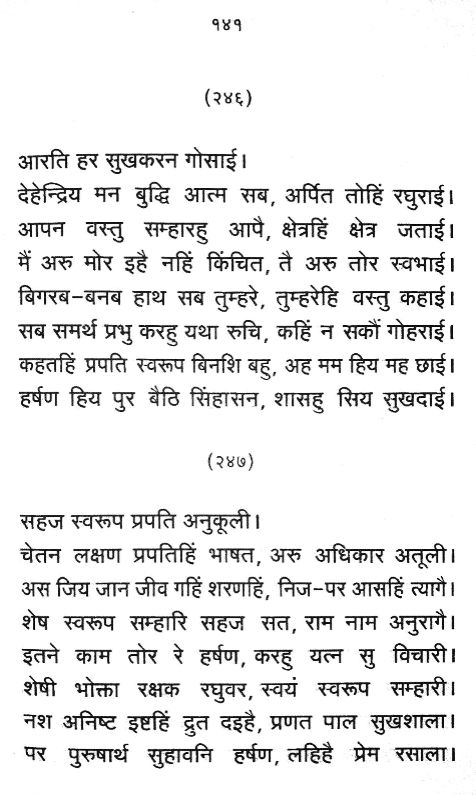 १४१
(२४६)
आरति हर सुखकरन गोसाई।
देहेन्द्रिय मन बुद्धि आत्म सब, अर्पित तोहिं रघुराई।
आपन वस्तु सम्हारहु आपै, क्षेत्रहिं क्षेत्र जताई।
मैं अरु मोर इहै नहिं किंचित, तै अरु तोर स्वभाई।
बिगरब-बनब हाथ सब तुम्हरे, तुम्हरेहि वस्तु कहाई।
सब समर्थ प्रभु करहु यथा रुचि, कहिं न सकौं गोहराई।
कहतहिं प्रपति स्वरूप बिनशि बहु, अह मम हिय मह छाई।
हर्षण हिय पुर बैठि सिंहासन, शासहु सिय सुखदाई।
(२४७)
सहज स्वरूप प्रपति अनुकूली।
चेतन लक्षण प्रपतिहिं भाषत, अरु अधिकार अतूली।
अस जिय जान जीव गहिं शरणहिं, निज-पर आसहिं त्यागै।
शेष स्वरूप सम्हारि सहज सत, राम नाम अनुरागै।
इतने काम तोर रे हर्षण, करहु यत्न सु विचारी।
शेषी भोक्ता रक्षक रघुवर, स्वयं स्वरूप सम्हारी।
नश अनिष्ट इष्टहिं द्रुत दइहै, प्रणत पाल सुखशाला।
पर पुरुषार्थ सुहावनि हर्षण, लहिहै प्रेम रसाला।